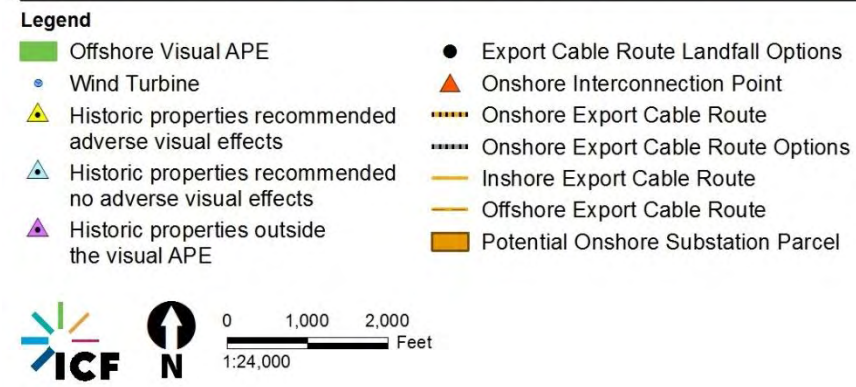 Legend
Offshore Visual APE
Wind Turbine
Historic properties recommended
adverse visual effects
Historic properties recommended
no adverse visual effects
Historic properties outside
the visual APE
Export Cable Route Landfall Options
Onshore Interconnection Point
Onshore Export Cable Route
Onshore Export Cable Route Options
Inshore Export Cable Route
Offshore Export Cable Route
Potential Onshore Substation Parcel
ICF
N
0 1,000 2,000
Feet
1:24,000